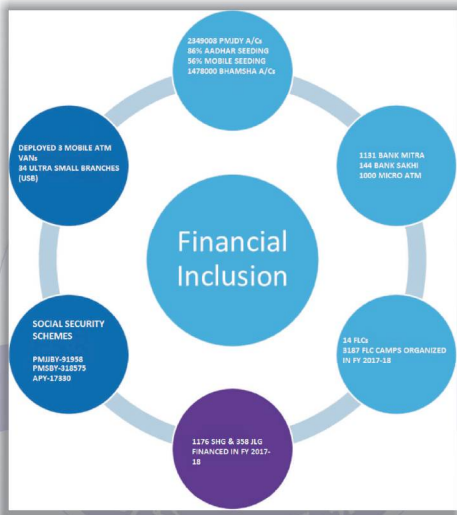 2349008 PMJDY A/Cs
86% AADHAR SEEDING
56% MOBILE SEEDING
1478000 BHAMSHA A/Cs
1131 BANK MITRA
144 BANK SAKHI
1000 MICRO ATM
14 FLCs
3187 FLC CAMPS ORGANIZED
IN FY 2017-18
1176 SHG & 358 JLG
FINANCED IN FY 2017-
18
SOCIAL SECURITY
SCHEMES
PMJJBY-91958
PMSBY-318575
APY-17330
DEPLOYED 3 MOBILE ATM
VANs
34 ULTRA SMALL BRANCHES
(USB)
Financial
Inclusion